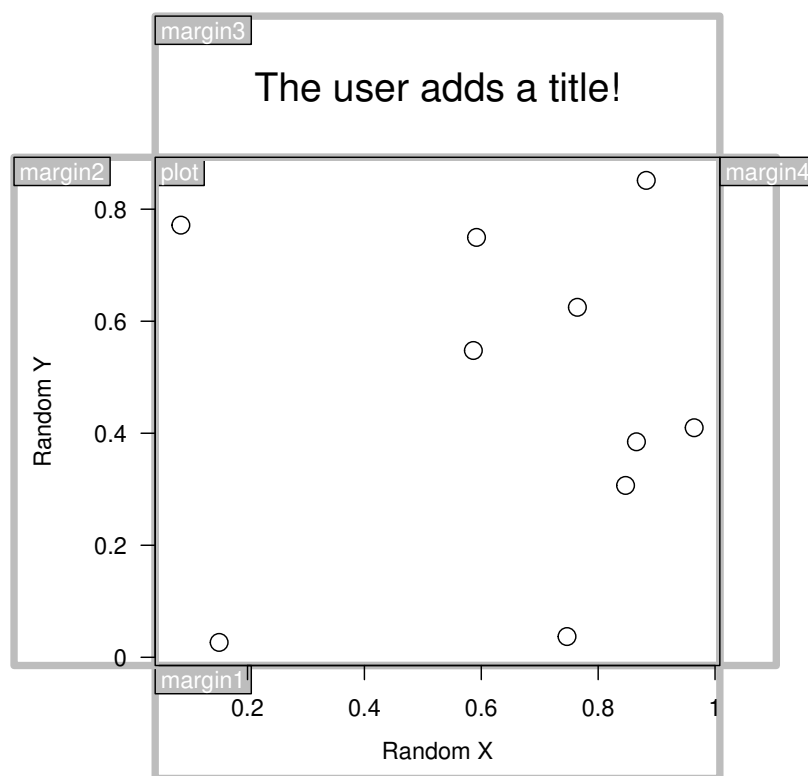 margin3
The user adds a title!
margin2
plot
margin4
0.8
0.6
0.4
0.2
0
Random Y
margin1
0.2
0.4
0.6
0.8
1
Random X